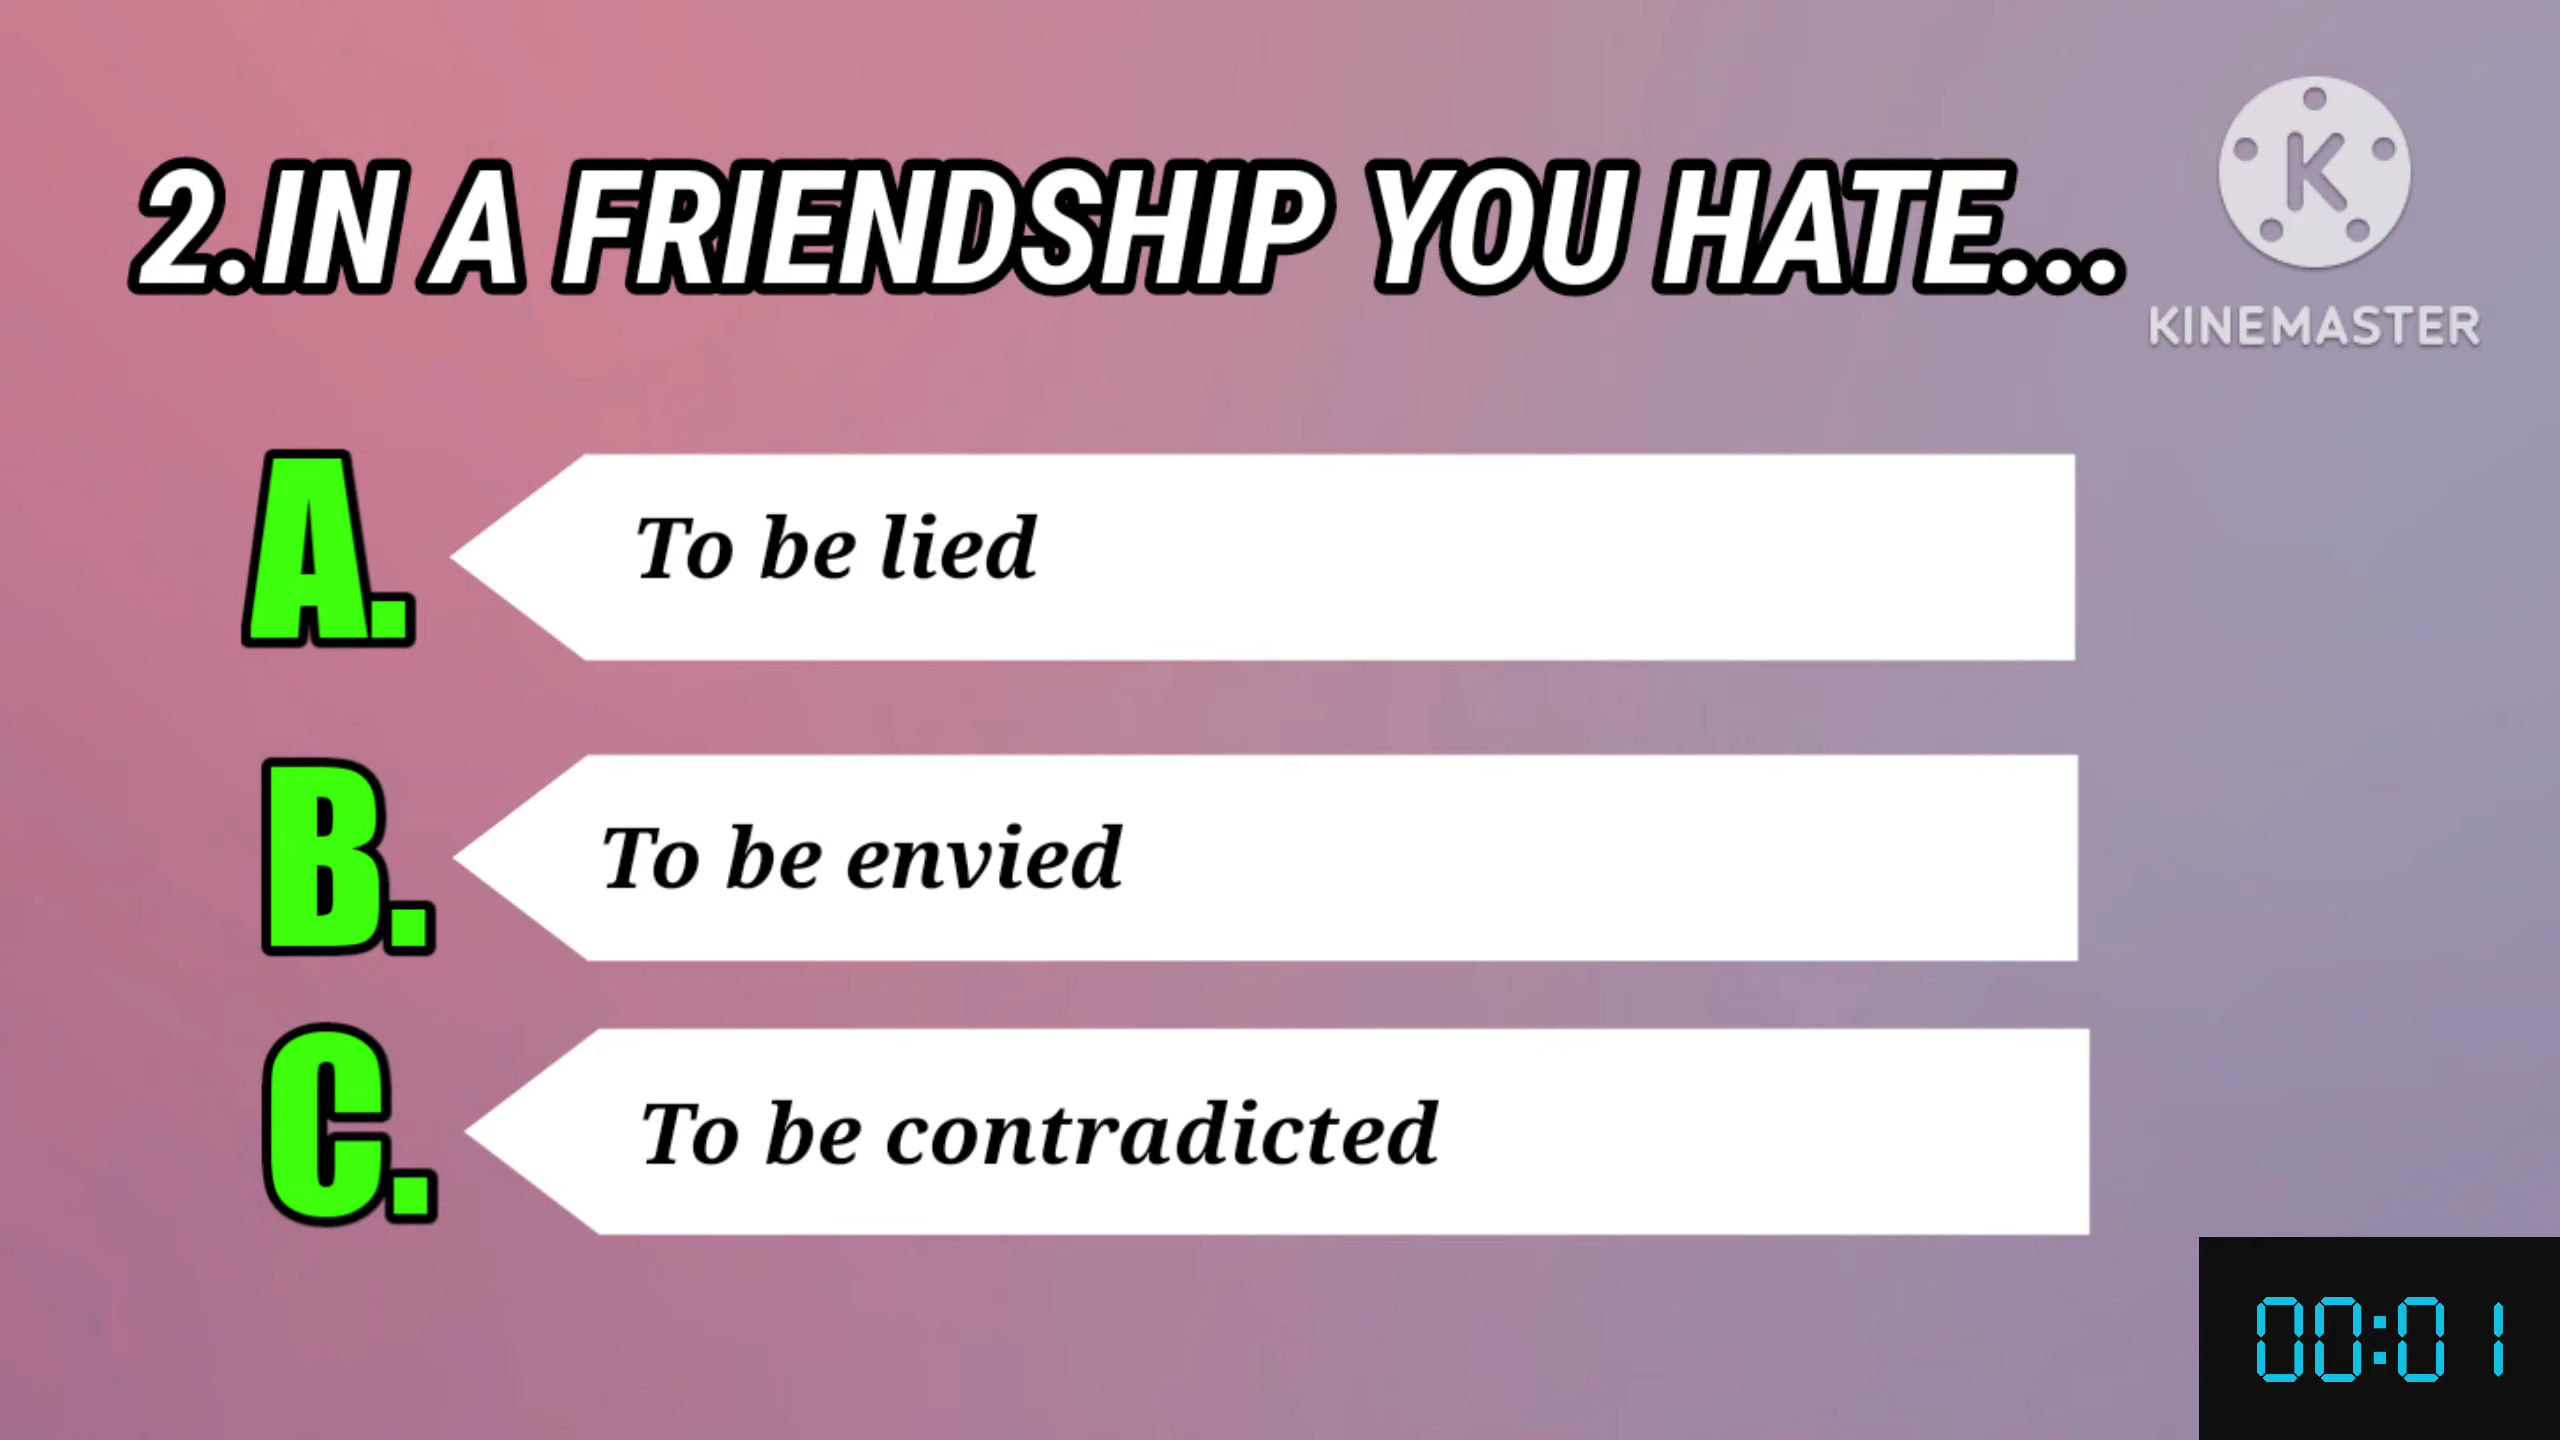 2.IN A FRIENDSHIP YOU HATE...
K
KINEMASTER
A.
To be lied
B.
To be envied
C.
To be contradicted
00:01